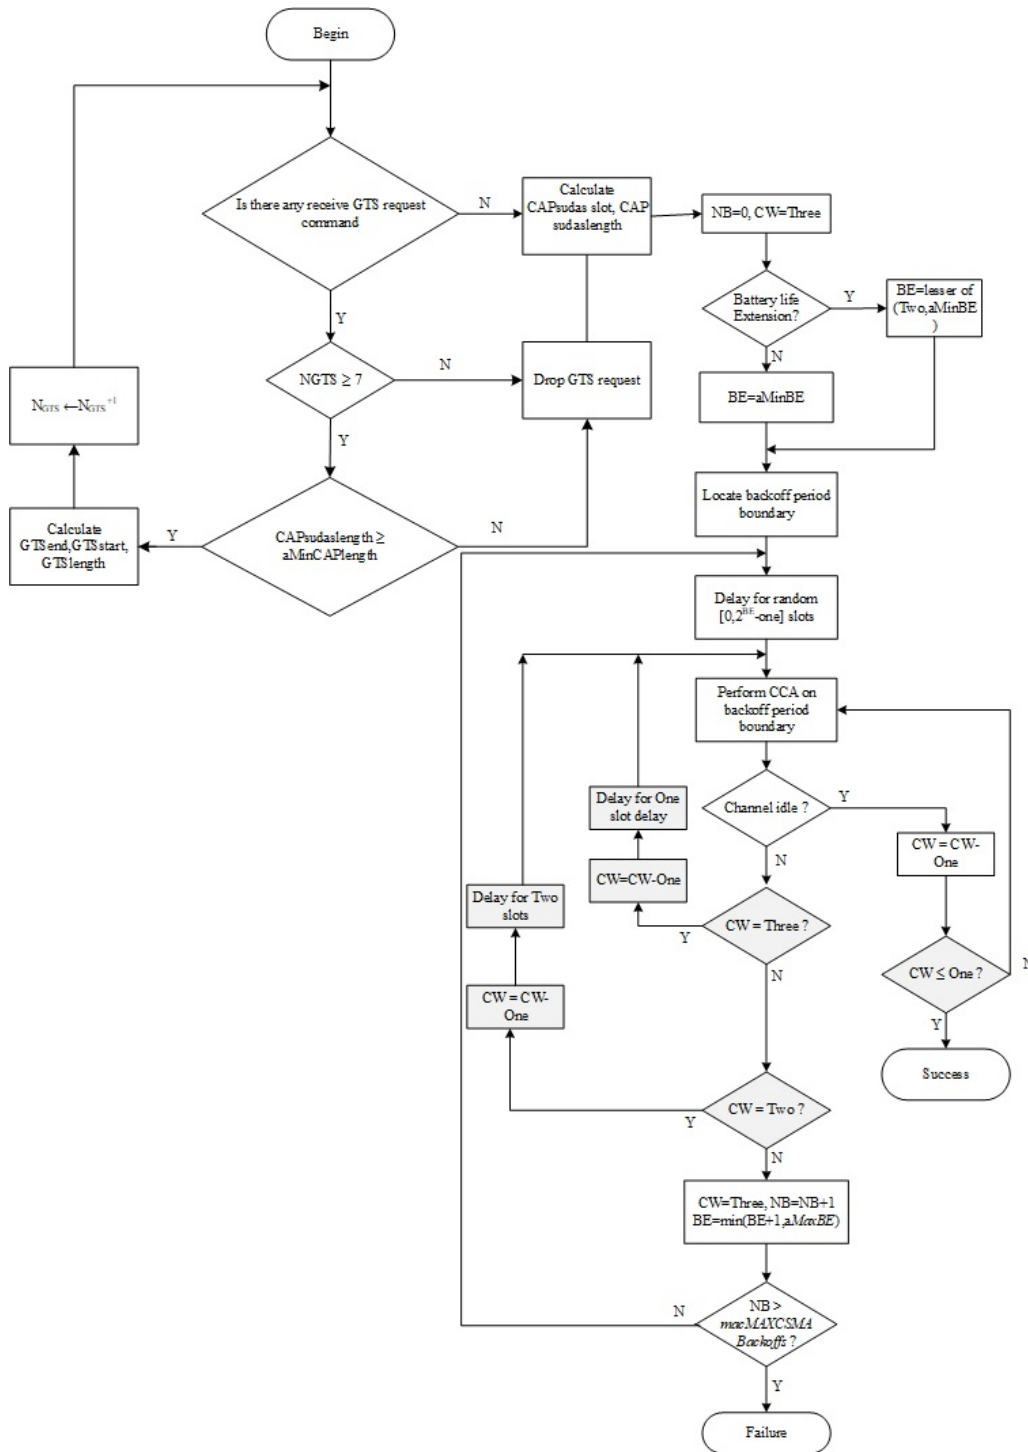 Begin
Is there any receive GTS request
command
N
Calculate
CAPsudas slot, CAP
sudaslength
NB=0, CW=Three
Y
Battery life
Extension?
Y
BE=lesser of
(Two,aMinBE
)
NGTS ≥ 7
N
Drop GTS request
N
BE=aMinBE
NGTS ←NGTS+1
Y
CAPsudaslength ≥
aMinCAPlength
Y
N
Calculate
GTSend,GTSstart,
GTSlength
Locate backoff period
boundary
Delay for random
[0,2BE-one] slots
Perform CCA on
backoff period
boundary
Channel idle ?
Y
Delay for One
slot delay
CW = CW-
One
N
CW=CW-One
Delay for Two
slots
CW = Three ?
Y
N
CW ≤ One ?
N
CW = CW-
One
Y
Success
CW = Two ?
Y
N
CW=Three, NB=NB+1
BE=min(BE+1,aMaxBE)
NB >
macMAXCSMA
Backoffs ?
N
Y
Failure